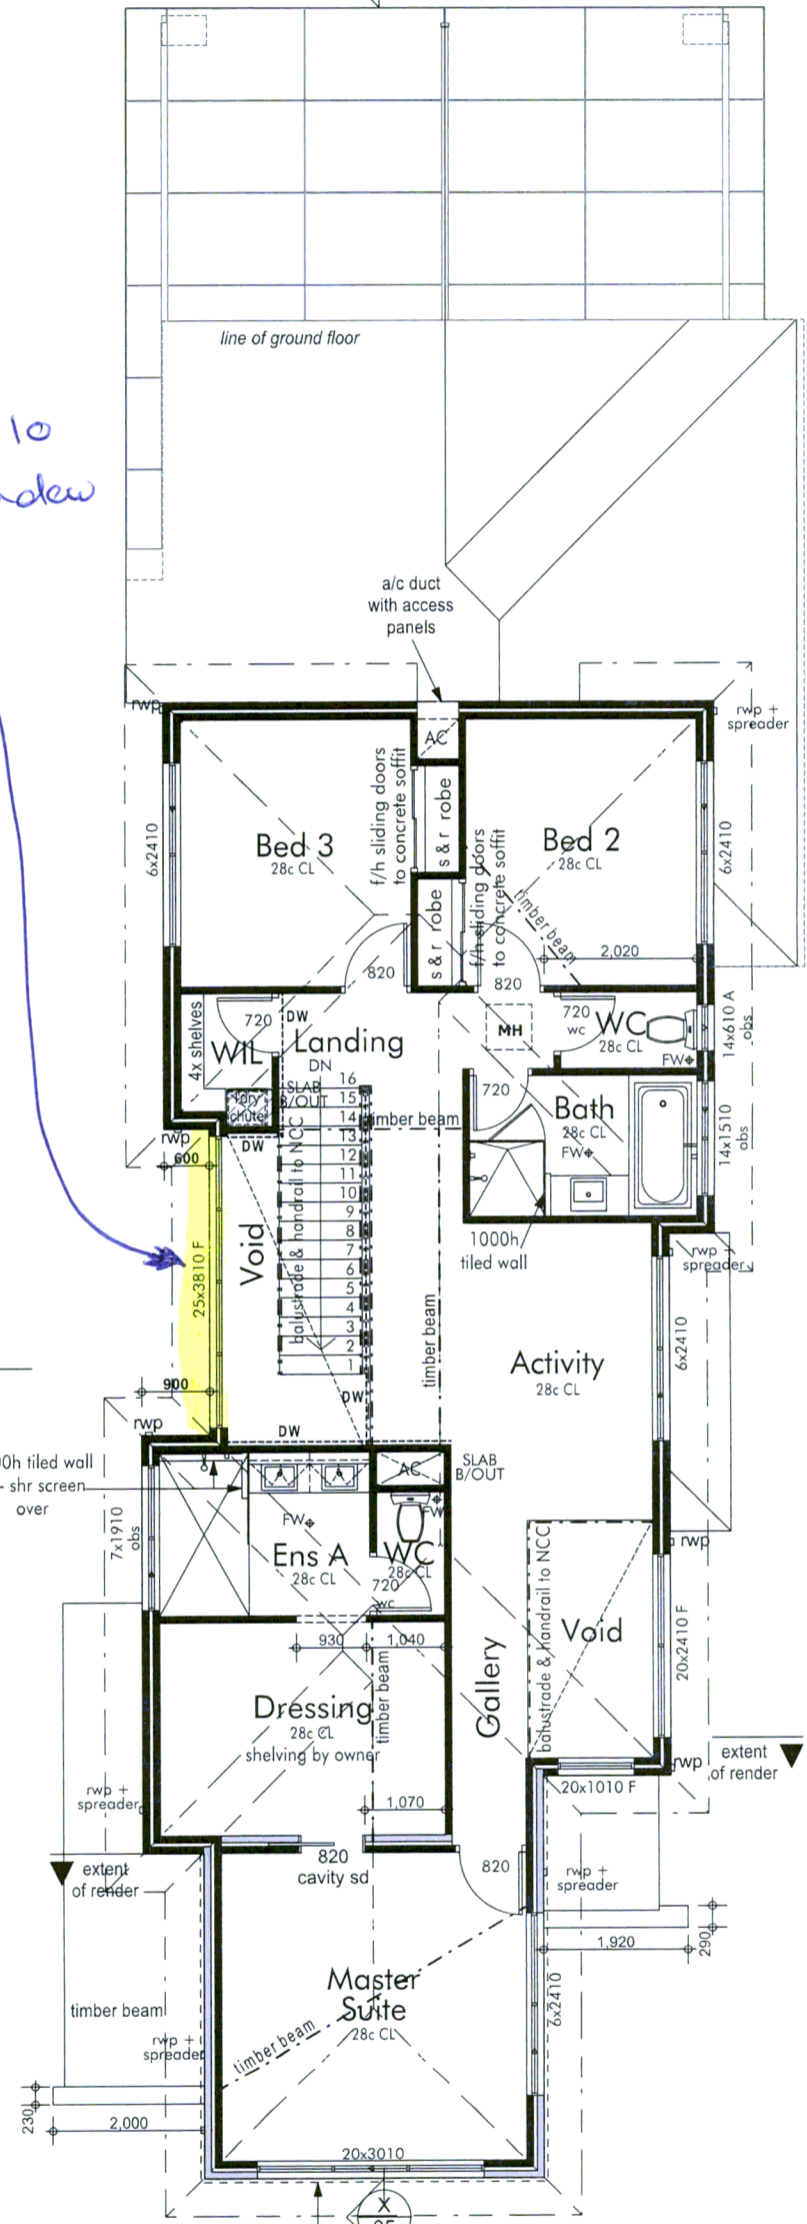 line of ground floor
10
a/c duct
with access
panels
rwp
rwp +
spreader
AC
f/h sliding doors
to concrete soffit
s & r robe
Bed 3
28c CL
Bed 2
28c CL
6x2410
6x2410
s & r robe
f/h sliding doors
to concrete soffit
timber beam
2,020
820
820
4x shelves
720
DW
WIL
Landing
DN
MH
720
wc
WC
28c CL
FW
14x610 A
obs
16
15
14
13
12
11
10
9
8
7
6
5
4
3
2
1
SLAB
B/OUT
chute
timber beam
720
Bath
28c CL
FW
14x1510
obs
rwp
600
DW
Void
balustrade & handrail to NCC
25x3810 F
1000h
tiled wall
rwp +
spreader
timber beam
Activity
28c CL
6x2410
900
rwp
DW
DW
0h tiled wall
- shr screen
over
7x1910
obs
AC
SLAB
B/OUT
FW
FW
Ens A
28c CL
WC
28c CL
720
wc
rwp
930
1,040
balustrade & handrail to NCC
Void
20x2410 F
Gallery
timber beam
Dressing
28c CL
shelving by owner
1,070
rwp
extent
of render
20x1010 F
rwp +
spreader
820
cavity sd
820
extent
of render
rwp +
spreader
1,920
290
Master
Suite
28c CL
6x2410
timber beam
timber beam
rwp +
spreader
230
2,000
20x3010
X